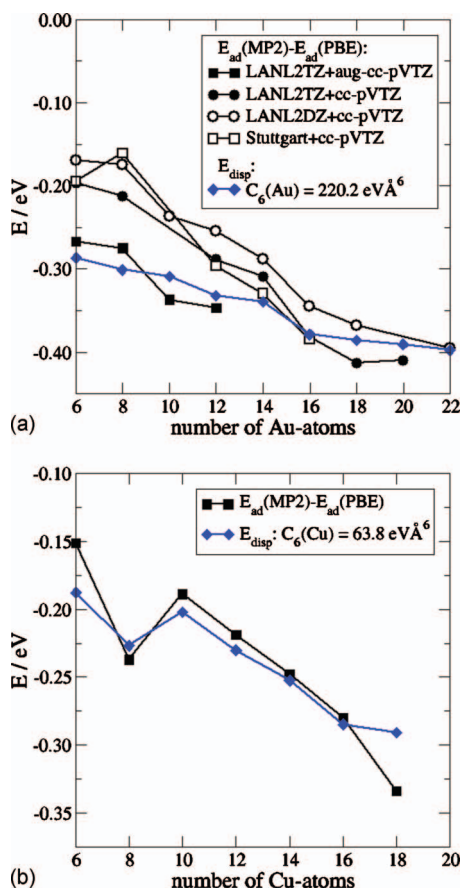 0.00
-0.10
-0.20
-0.30
-0.40
E / eV
E_ad(MP2)-E_ad(PBE):
LANL2TZ+aug-cc-pVTZ
LANL2TZ+cc-pVTZ
LANL2DZ+cc-pVTZ
Stuttgart+cc-pVTZ
E_disp:
C_6(Au) = 220.2 eVÅ^6
6 8 10 12 14 16 18 20 22
(a) number of Au-atoms
-0.10
-0.15
-0.20
-0.25
-0.30
-0.35
E / eV
E_ad(MP2)-E_ad(PBE)
E_disp: C_6(Cu) = 63.8 eVÅ^6
6 8 10 12 14 16 18 20
(b) number of Cu-atoms